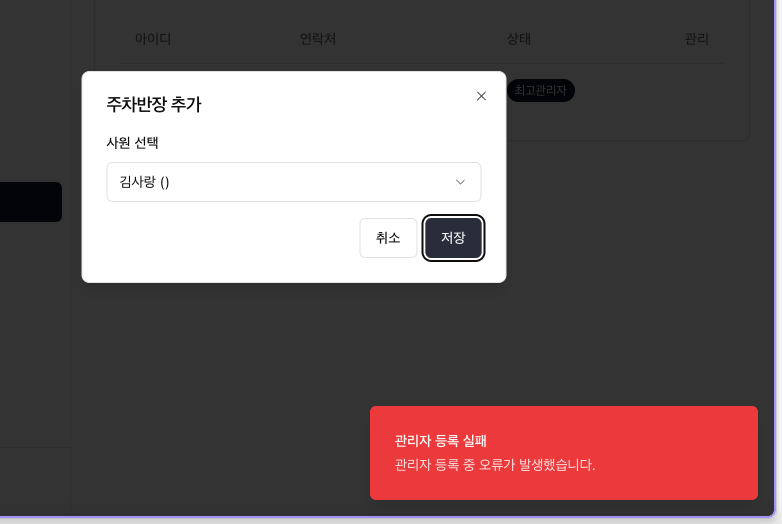 아이디 연락처 상태 관리
최고관리자
주차반장 추가
사원 선택
김사랑 ()
취소 저장
관리자 등록 실패
관리자 등록 중 오류가 발생했습니다.